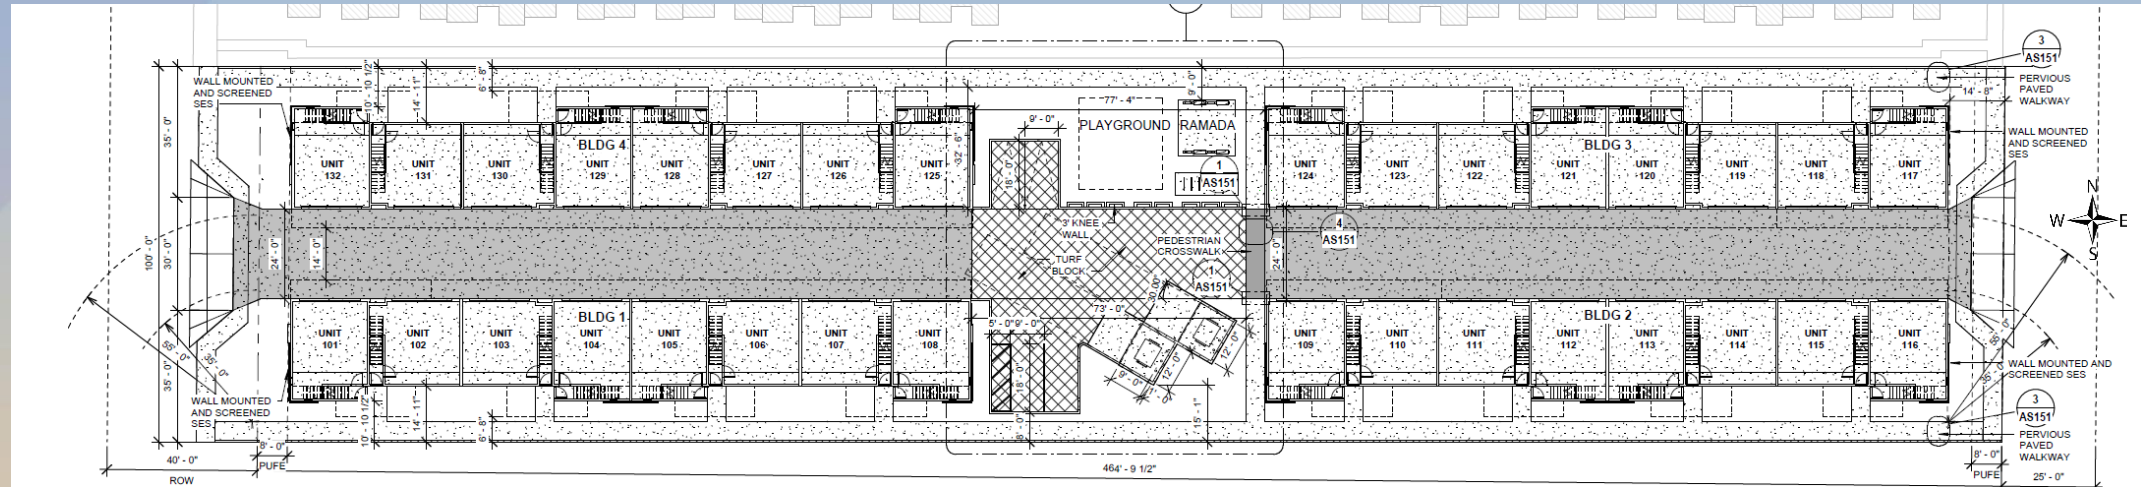 3
AS151
PERVIOUS
PAVED
WALKWAY
14' - 8"
WALL MOUNTED
AND SCREENED
SES
10' 10 1/2"
14' - 11"
6' - 8"
9' - 0"
77' - 4"
PLAYGROUND
RAMADA
9' - 0"
32' - 6"
18' - 0"
35' - 0"
BLDG 4
UNIT
132
UNIT
131
UNIT
130
UNIT
129
UNIT
128
UNIT
127
UNIT
126
UNIT
125
1
AS151
BLDG 3
UNIT
124
UNIT
123
UNIT
122
UNIT
121
UNIT
120
UNIT
119
UNIT
118
UNIT
117
WALL MOUNTED
AND SCREENED
SES
N
W
E
S
100' - 0"
30' - 0"
24' - 0"
14' - 0"
3' KNEE
WALL
TURF
BLOCK
PEDESTRIAN
CROSSWALK
24' - 0"
4
AS151
1
AS151
30.00°
73' - 0"
BLDG 1
UNIT
101
UNIT
102
UNIT
103
UNIT
104
UNIT
105
UNIT
106
UNIT
107
UNIT
108
5' - 0"
9' - 0"
18' - 0"
12' - 0"
12' - 0"
9' - 0"
BLDG 2
UNIT
109
UNIT
110
UNIT
111
UNIT
112
UNIT
113
UNIT
114
UNIT
115
UNIT
116
55' - 0"
35' - 0"
35' - 0"
WALL MOUNTED AND
SCREENED SES
WALL MOUNTED
AND SCREENED
SES
10' 10 1/2"
14' - 11"
6' - 8"
8' - 0"
15' - 1"
3
AS151
PERVIOUS
PAVED
WALKWAY
40' - 0"
ROW
8' - 0"
PUFE
464' - 9 1/2"
8' - 0"
PUFE
25' - 0"